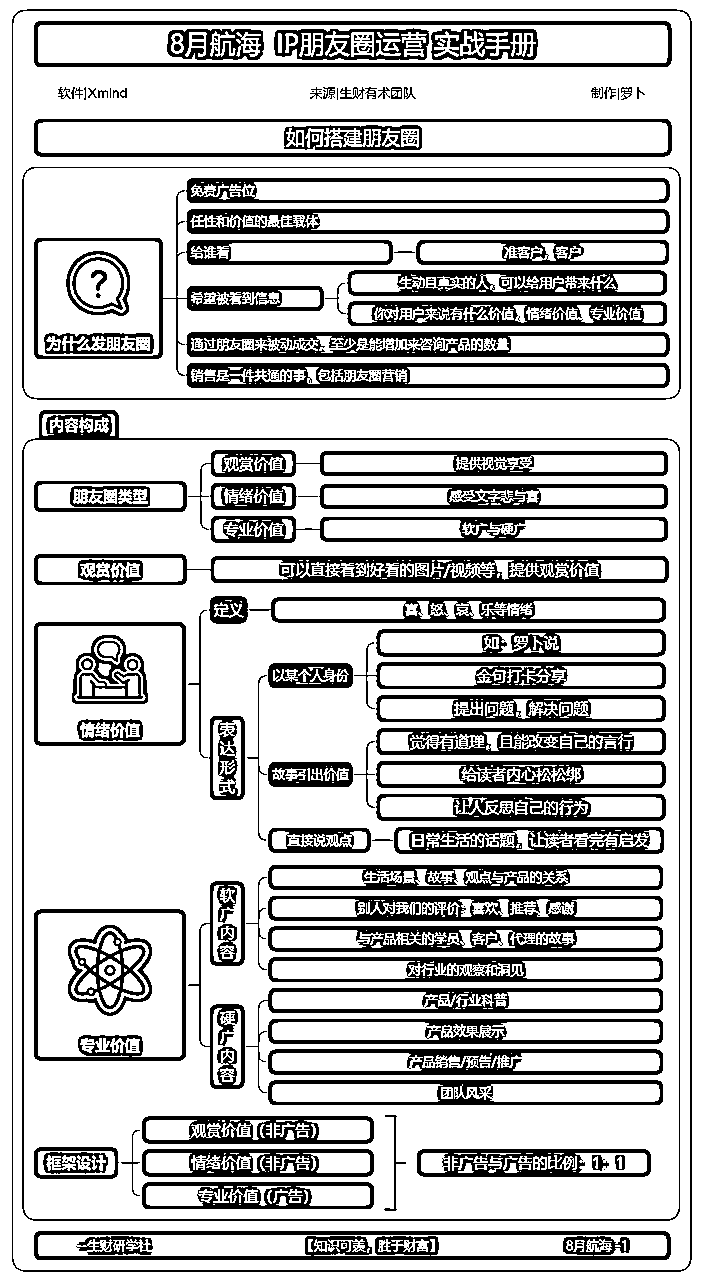 8月航海 IP朋友圈运营 实战手册
软件|Xmind 来源|生财有术团队 制作|萝卜
如何搭建朋友圈
为什么发朋友圈
免费广告位
任性和价值的最佳载体
给谁看 准客户、客户
希望被看到信息
生动且真实的人，可以给用户带来什么
你对用户来说有什么价值、情绪价值、专业价值
通过朋友圈来被动成交，至少是能增加来咨询产品的数量
销售是一件共通的事，包括朋友圈营销
内容构成
朋友圈类型
观赏价值 提供视觉享受
情绪价值 感受文字悲与喜
专业价值 软广与硬广
观赏价值 可以直接看到好看的图片/视频等，提供观赏价值
情绪价值
定义 喜、怒、哀、乐等情绪
表达形式
以某个人身份
如：萝卜说
金句打卡分享
提出问题，解决问题
故事引出价值
觉得有道理，且能改变自己的言行
给读者内心松松绑
让人反思自己的行为
直接说观点 日常生活的话题，让读者看完有启发
专业价值
软广内容
生活场景、故事、观点与产品的关系
别人对我们的评价：喜欢、推荐、感谢
与产品相关的学员、客户、代理的故事
对行业的观察和洞见
硬广内容
产品/行业科普
产品效果展示
产品销售/预告/推广
团队风采
框架设计
观赏价值（非广告）
情绪价值（非广告）
专业价值（广告）
非广告与广告的比例：1：1
生财研学社 【知识可羡，胜于财富】 8月航海-1